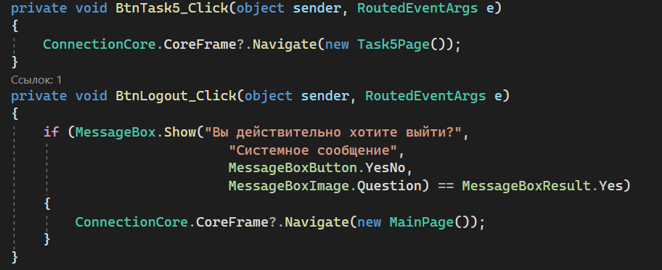 private void BtnTask5_Click(object sender, RoutedEventArgs e)
{
    ConnectionCore.CoreFrame?.Navigate(new Task5Page());
}
Ссылок: 1
private void BtnLogout_Click(object sender, RoutedEventArgs e)
{
    if (MessageBox.Show("Вы действительно хотите выйти?",
                        "Системное сообщение",
                        MessageBoxButton.YesNo,
                        MessageBoxImage.Question) == MessageBoxResult.Yes)
    {
        ConnectionCore.CoreFrame?.Navigate(new MainPage());
    }
}